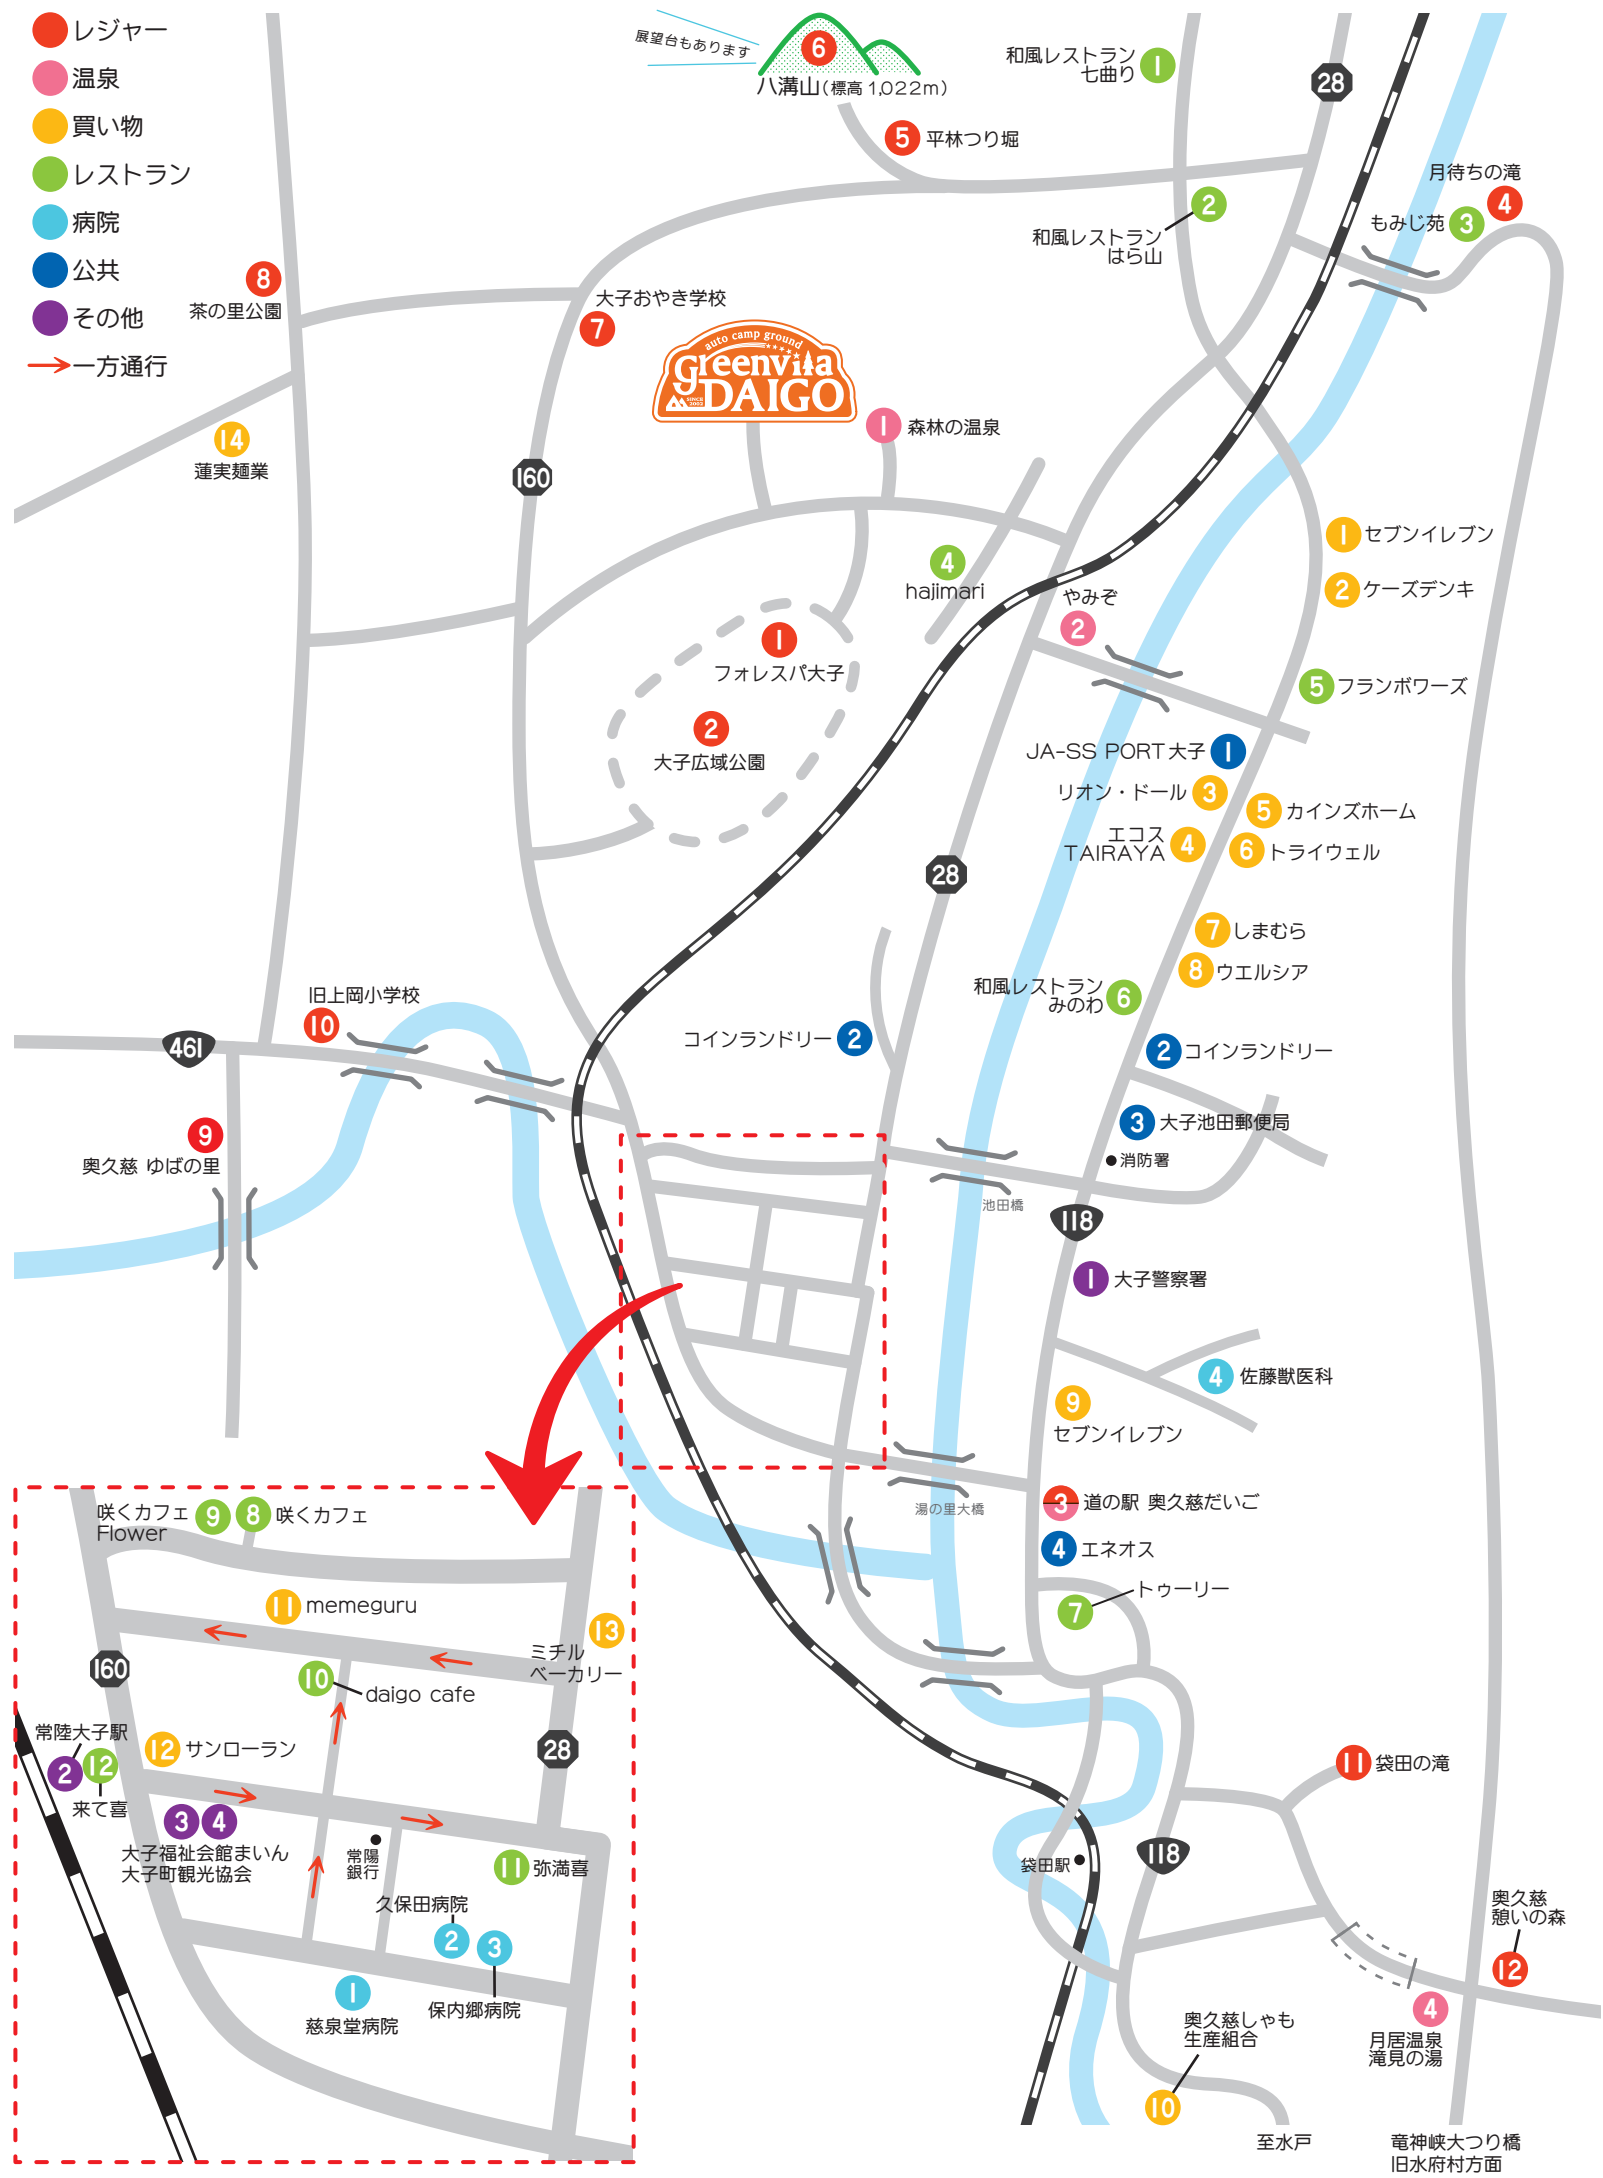 レジャー
温泉
買い物
レストラン
病院
公共
その他
一方通行
展望台もあります
6
八溝山(標高1,022m)
5 平林つり堀
和風レストラン
七曲り
1
28
月待ちの滝
4
もみじ苑 3
2
和風レストラン
はら山
8
茶の里公園
大子おやき学校
7
auto camp ground
greenvila
SINCE
2002
DAIGO
1 森林の温泉
14
蓮実麺業
160
4
hajimari
1 セブンイレブン
2 ケーズデンキ
やみぞ
2
1
フォレスパ大子
5 フランボワーズ
2
大子広域公園
JA-SS PORT大子 1
リオン・ドール 3
5 カインズホーム
エコス
TAIRAYA
4
6 トライウェル
28
7 しまむら
8 ウエルシア
和風レストラン
みのわ
6
旧上岡小学校
10
461
コインランドリー 2
2 コインランドリー
3 大子池田郵便局
消防署
9
奥久慈 ゆばの里
池田橋
118
1 大子警察署
4 佐藤獣医科
9
セブンイレブン
湯の里大橋
3 道の駅 奥久慈だいご
4 エネオス
トゥーリー
7
咲くカフェ
Flower
9
8 咲くカフェ
11 memeguru
13
ミチル
ベーカリー
160
10
daigo cafe
常陸大子駅
2
12
来て喜
12 サンローラン
28
3 4
大子福祉会館まいん
大子町観光協会
常陽
銀行
11 弥満喜
久保田病院
2
3
保内郷病院
1
慈泉堂病院
11 袋田の滝
袋田駅
118
奥久慈
憩いの森
12
4
月居温泉
滝見の湯
奥久慈しゃも
生産組合
10
至水戸
竜神峡大つり橋
旧水府村方面